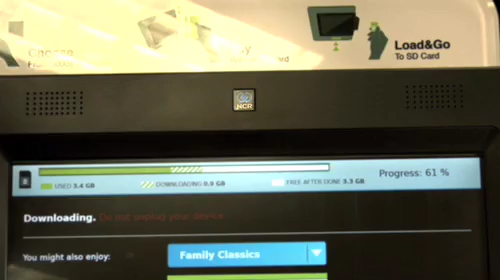 Choose
Load&Go
To SD Card
NCR
Progress: 61 %
USED 3.4 GB
DOWNLOADING 0.9 GB
FREE AFTER DONE 3.3 GB
Downloading. Do not unplug your device
You might also enjoy:
Family Classics